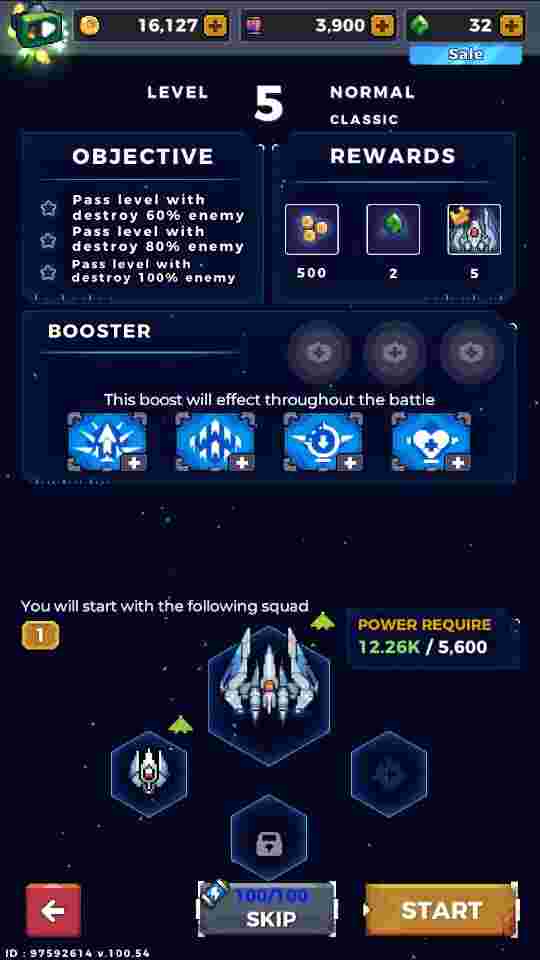 16,127
3,900
32
Sale
LEVEL 5 NORMAL
CLASSIC
OBJECTIVE
Pass level with
destroy 60% enemy
Pass level with
destroy 80% enemy
Pass level with
destroy 100% enemy
REWARDS
500 2 5
BOOSTER
This boost will effect throughout the battle
You will start with the following squad
1
POWER REQUIRE
12.26K / 5,600
100/100
SKIP
START
ID : 97592614 v.100.54